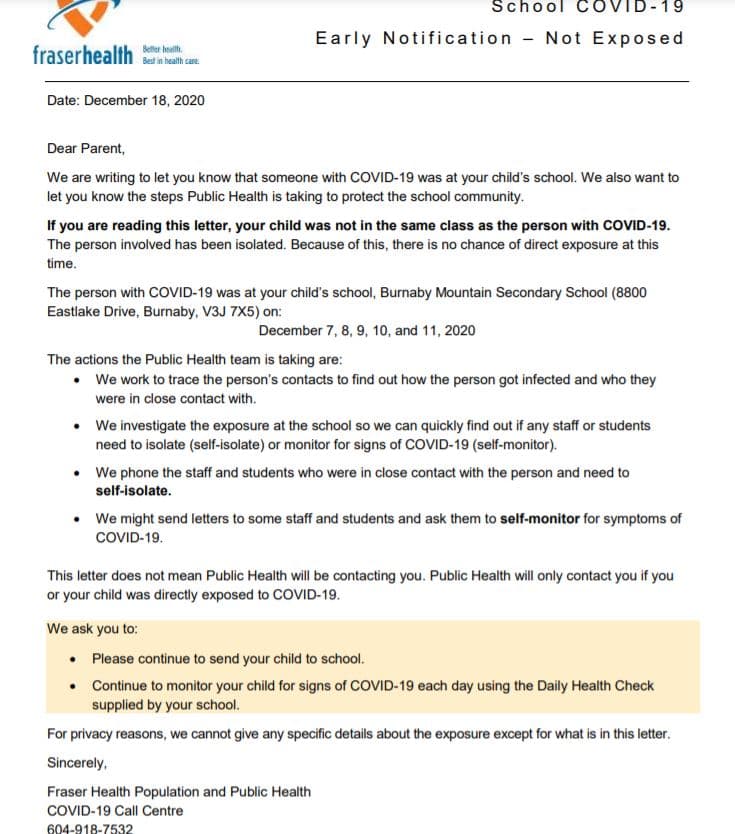 School COVID-19
Early Notification – Not Exposed
fraserhealth
Better health.
Best in health care.
Date: December 18, 2020
Dear Parent,
We are writing to let you know that someone with COVID-19 was at your child's school. We also want to
let you know the steps Public Health is taking to protect the school community.
If you are reading this letter, your child was not in the same class as the person with COVID-19.
The person involved has been isolated. Because of this, there is no chance of direct exposure at this
time.
The person with COVID-19 was at your child's school, Burnaby Mountain Secondary School (8800
Eastlake Drive, Burnaby, V3J 7X5) on:
December 7, 8, 9, 10, and 11, 2020
The actions the Public Health team is taking are:
• We work to trace the person's contacts to find out how the person got infected and who they
were in close contact with.
• We investigate the exposure at the school so we can quickly find out if any staff or students
need to isolate (self-isolate) or monitor for signs of COVID-19 (self-monitor).
• We phone the staff and students who were in close contact with the person and need to
self-isolate.
• We might send letters to some staff and students and ask them to self-monitor for symptoms of
COVID-19.
This letter does not mean Public Health will be contacting you. Public Health will only contact you if you
or your child was directly exposed to COVID-19.
We ask you to:
• Please continue to send your child to school.
• Continue to monitor your child for signs of COVID-19 each day using the Daily Health Check
supplied by your school.
For privacy reasons, we cannot give any specific details about the exposure except for what is in this letter.
Sincerely,
Fraser Health Population and Public Health
COVID-19 Call Centre
604-918-7532